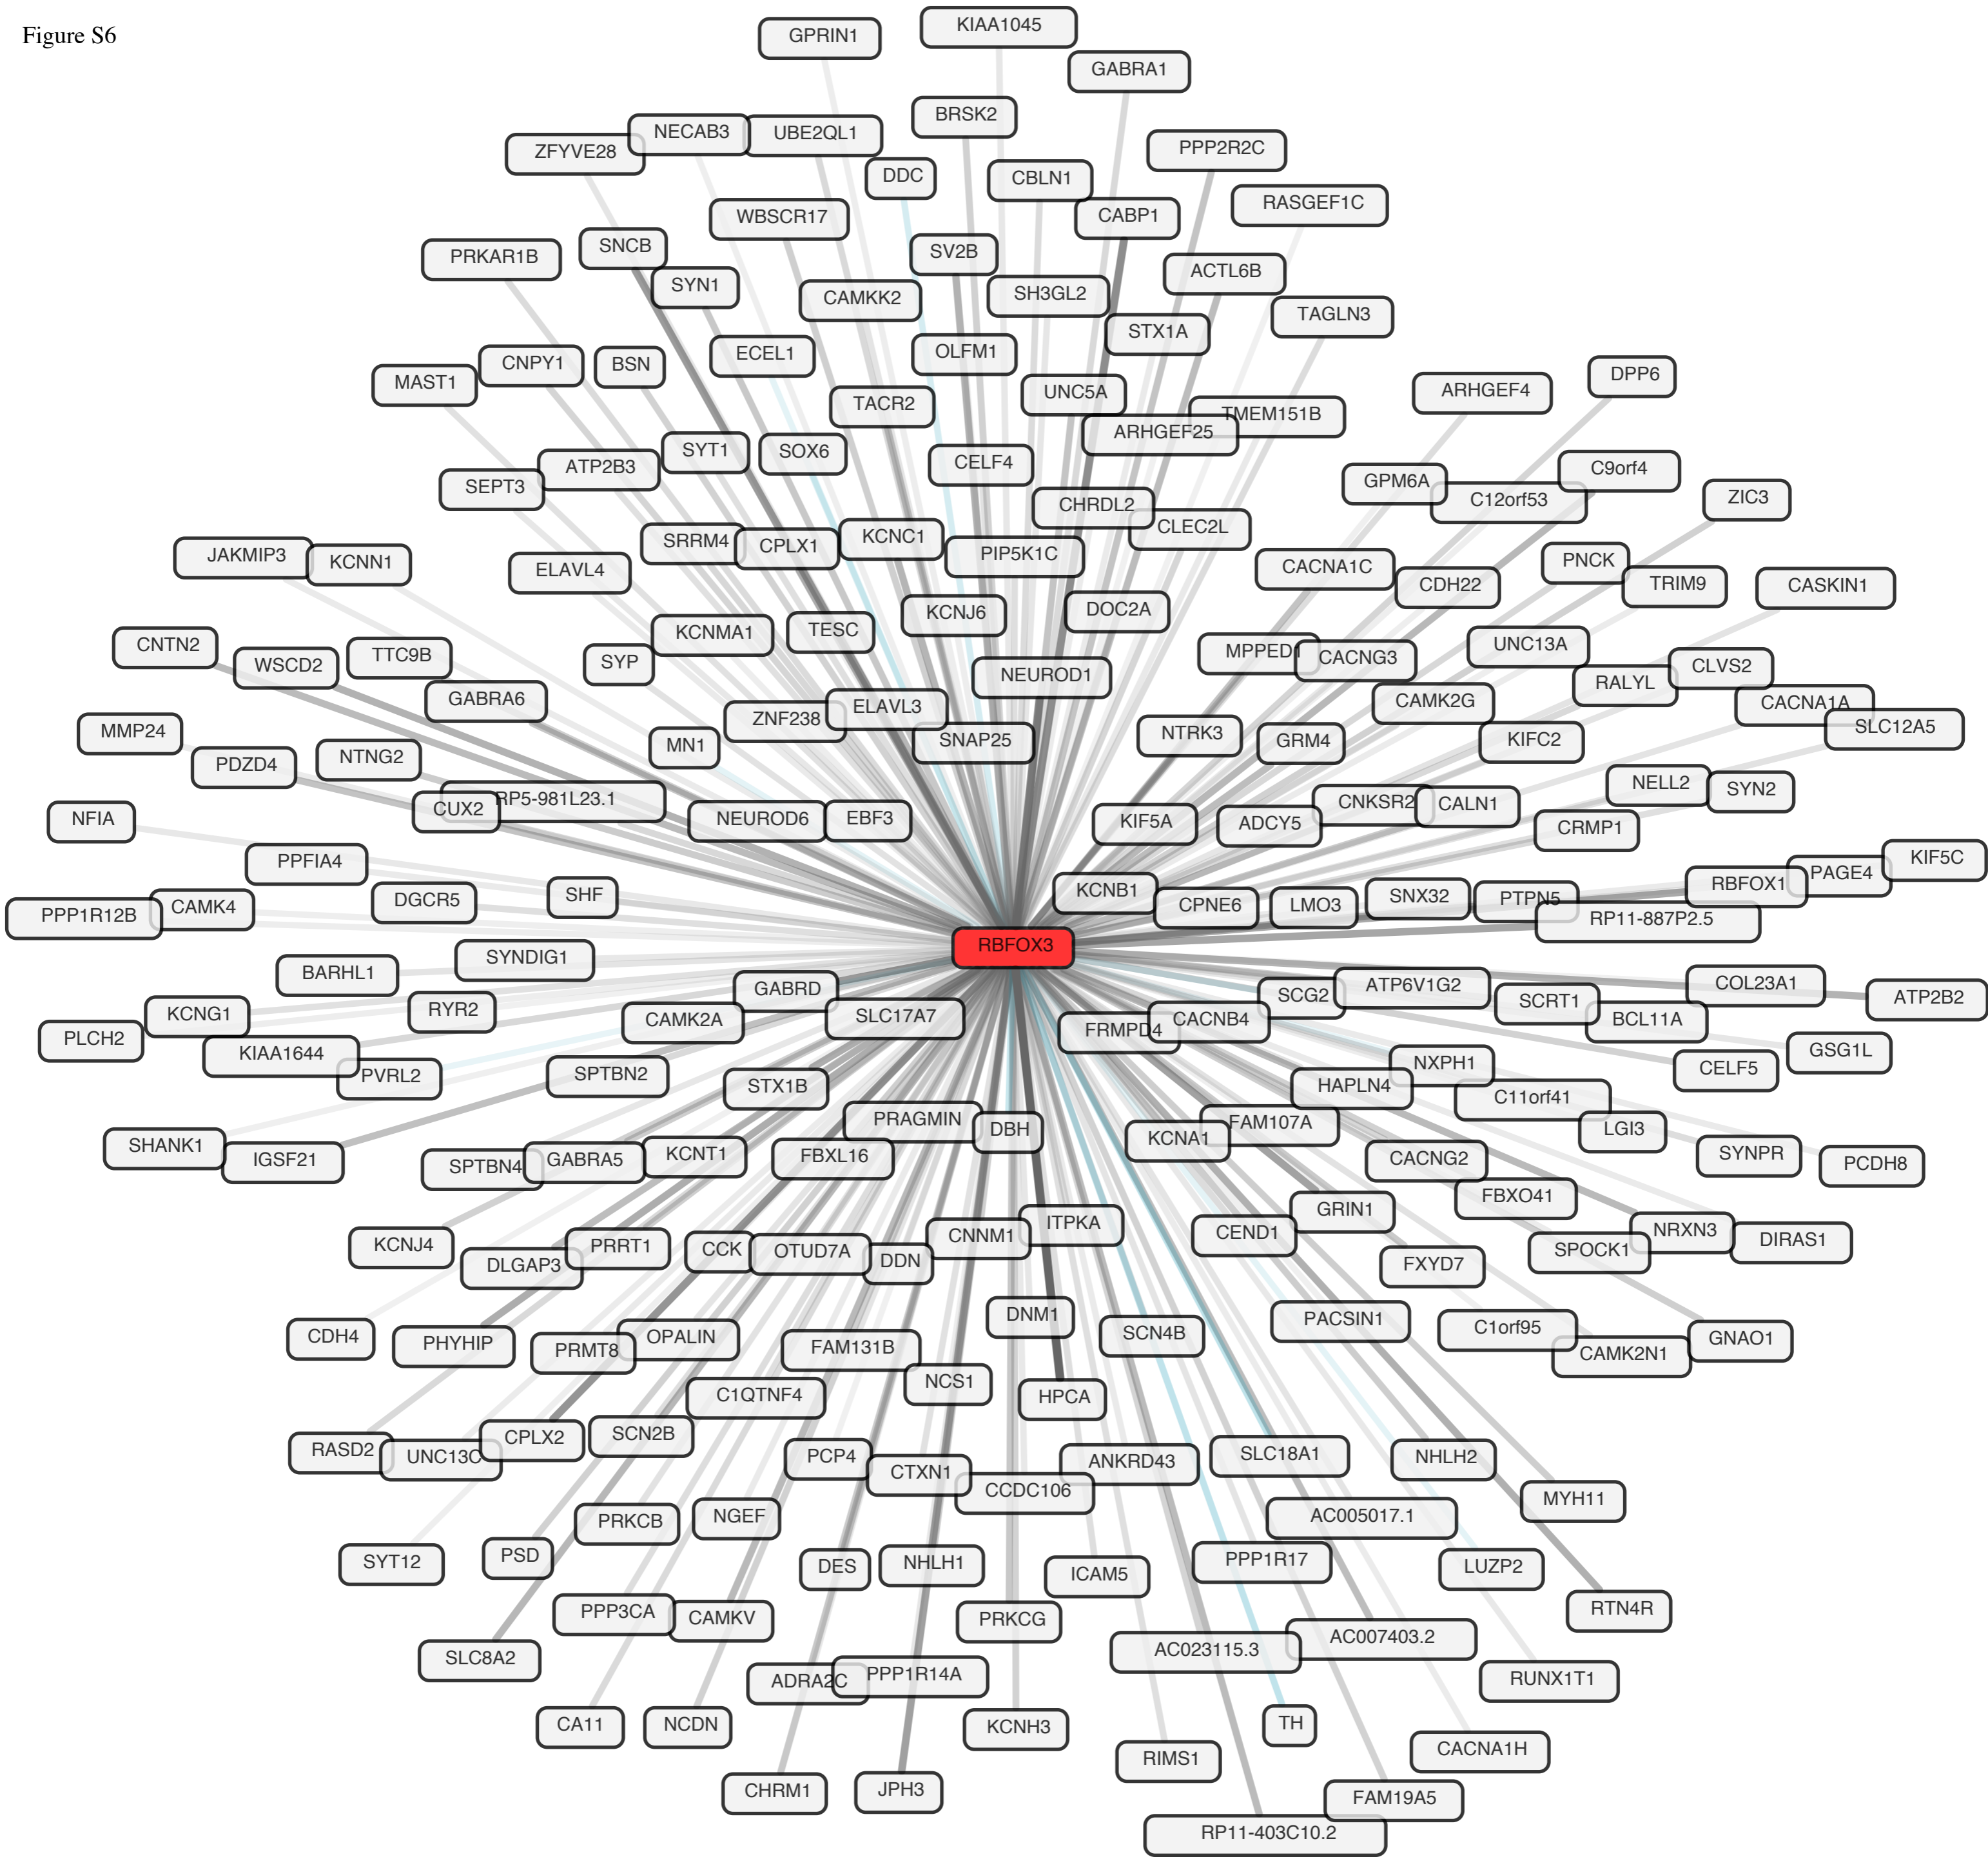 Figure S6
KIAA1045
GPRIN1
GABRA1
BRSK2
NECAB3
UBE2QL1
PPP2R2C
ZFYVE28
DDC
CBLN1
RASGEF1C
WBSCR17
CABP1
SNCB
SV2B
PRKAR1B
ACTL6B
SYN1
CAMKK2
SH3GL2
TAGLN3
STX1A
ECEL1
OLFM1
CNPY1
BSN
DPP6
MAST1
UNC5A
ARHGEF4
TACR2
TMEM151B
ARHGEF25
SYT1
SOX6
CELF4
ATP2B3
C9orf4
GPM6A
SEPT3
C12orf53
ZIC3
CHRDL2
CLEC2L
SRRM4
CPLX1
KCNC1
PIP5K1C
JAKMIP3
KCNN1
PNCK
CACNA1C
ELAVL4
CDH22
TRIM9
CASKIN1
KCNJ6
DOC2A
KCNMA1
TESC
CNTN2
UNC13A
MPPED1
CACNG3
TTC9B
SYP
WSCD2
CLVS2
NEUROD1
RALYL
GABRA6
CAMK2G
CACNA1A
ELAVL3
ZNF238
SLC12A5
MMP24
NTRK3
GRM4
KIFC2
SNAP25
MN1
NTNG2
PDZD4
NELL2
SYN2
RP5-981L23.1
CUX2
CNKSR2
CALN1
NEUROD6
EBF3
NFIA
KIF5A
ADCY5
CRMP1
PPFIA4
KIF5C
PAGE4
RBFOX1
KCNB1
DGCR5
SHF
SNX32
PTPN5
PPP1R12B
CAMK4
CPNE6
LMO3
RP11-887P2.5
RBFOX3
SYNDIG1
BARHL1
GABRD
SCG2
ATP6V1G2
COL23A1
ATP2B2
SCRT1
KCNG1
RYR2
CAMK2A
SLC17A7
FRMPD4
CACNB4
BCL11A
PLCH2
KIAA1644
GSG1L
NXPH1
CELF5
PVRL2
SPTBN2
STX1B
HAPLN4
C11orf41
PRAGMIN
DBH
FAM107A
LGI3
SHANK1
IGSF21
KCNA1
SPTBN4
GABRA5
KCNT1
FBXL16
CACNG2
SYNPR
PCDH8
FBXO41
GRIN1
ITPKA
CEND1
CNNM1
NRXN3
DIRAS1
KCNJ4
PRRT1
CCK
OTUD7A
DDN
SPOCK1
DLGAP3
FXYD7
DNM1
PACSIN1
CDH4
PHYHIP
OPALIN
SCN4B
C1orf95
GNAO1
PRMT8
FAM131B
CAMK2N1
NCS1
HPCA
C1QTNF4
SCN2B
CPLX2
RASD2
UNC13C
PCP4
CTXN1
ANKRD43
SLC18A1
NHLH2
CCDC106
MYH11
PRKCB
NGEF
AC005017.1
SYT12
PSD
DES
NHLH1
ICAM5
PPP1R17
LUZP2
PPP3CA
CAMKV
PRKCG
RTN4R
SLC8A2
AC023115.3
AC007403.2
ADRA2C
PPP1R14A
RUNX1T1
CA11
NCDN
KCNH3
TH
RIMS1
CACNA1H
CHRM1
JPH3
FAM19A5
RP11-403C10.2